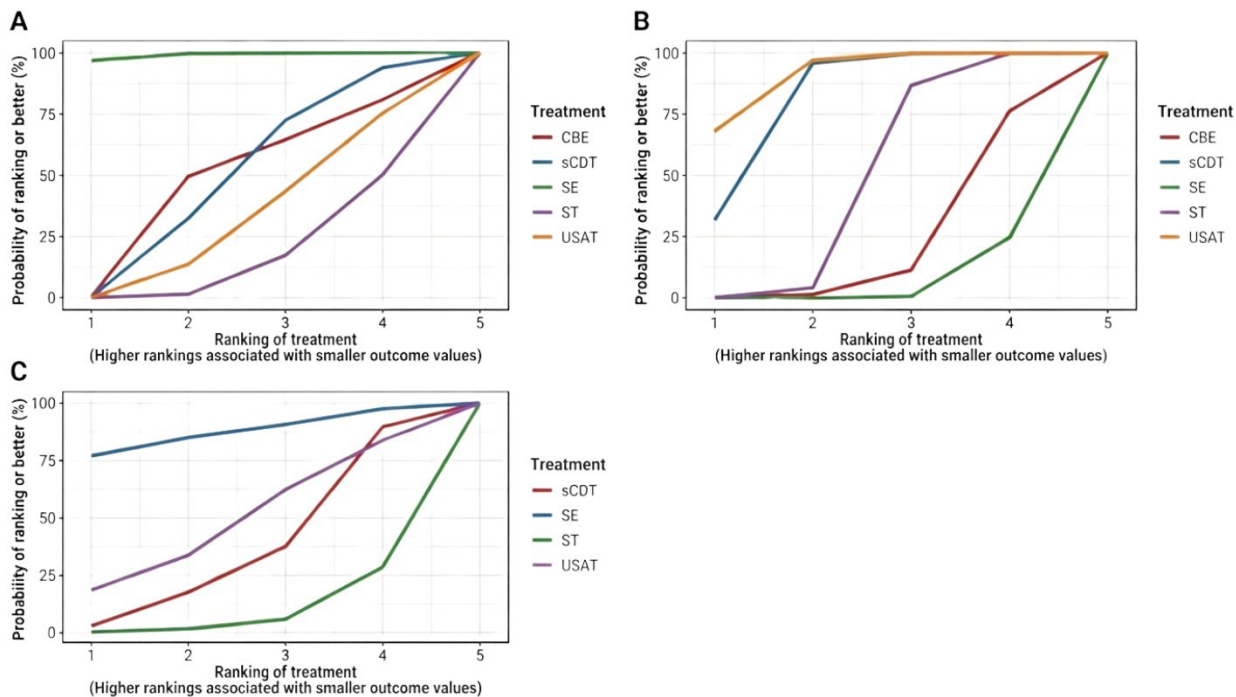 A
Probability of ranking or better (%)
100
75
50
25
0
1 2 3 4 5
Ranking of treatment
(Higher rankings associated with smaller outcome values)
Treatment
CBE
sCDT
SE
ST
USAT
B
Probability of ranking or better (%)
100
75
50
25
0
1 2 3 4 5
Ranking of treatment
(Higher rankings associated with smaller outcome values)
Treatment
CBE
sCDT
SE
ST
USAT
C
Probability of ranking or better (%)
100
75
50
25
0
1 2 3 4 5
Ranking of treatment
(Higher rankings associated with smaller outcome values)
Treatment
sCDT
SE
ST
USAT